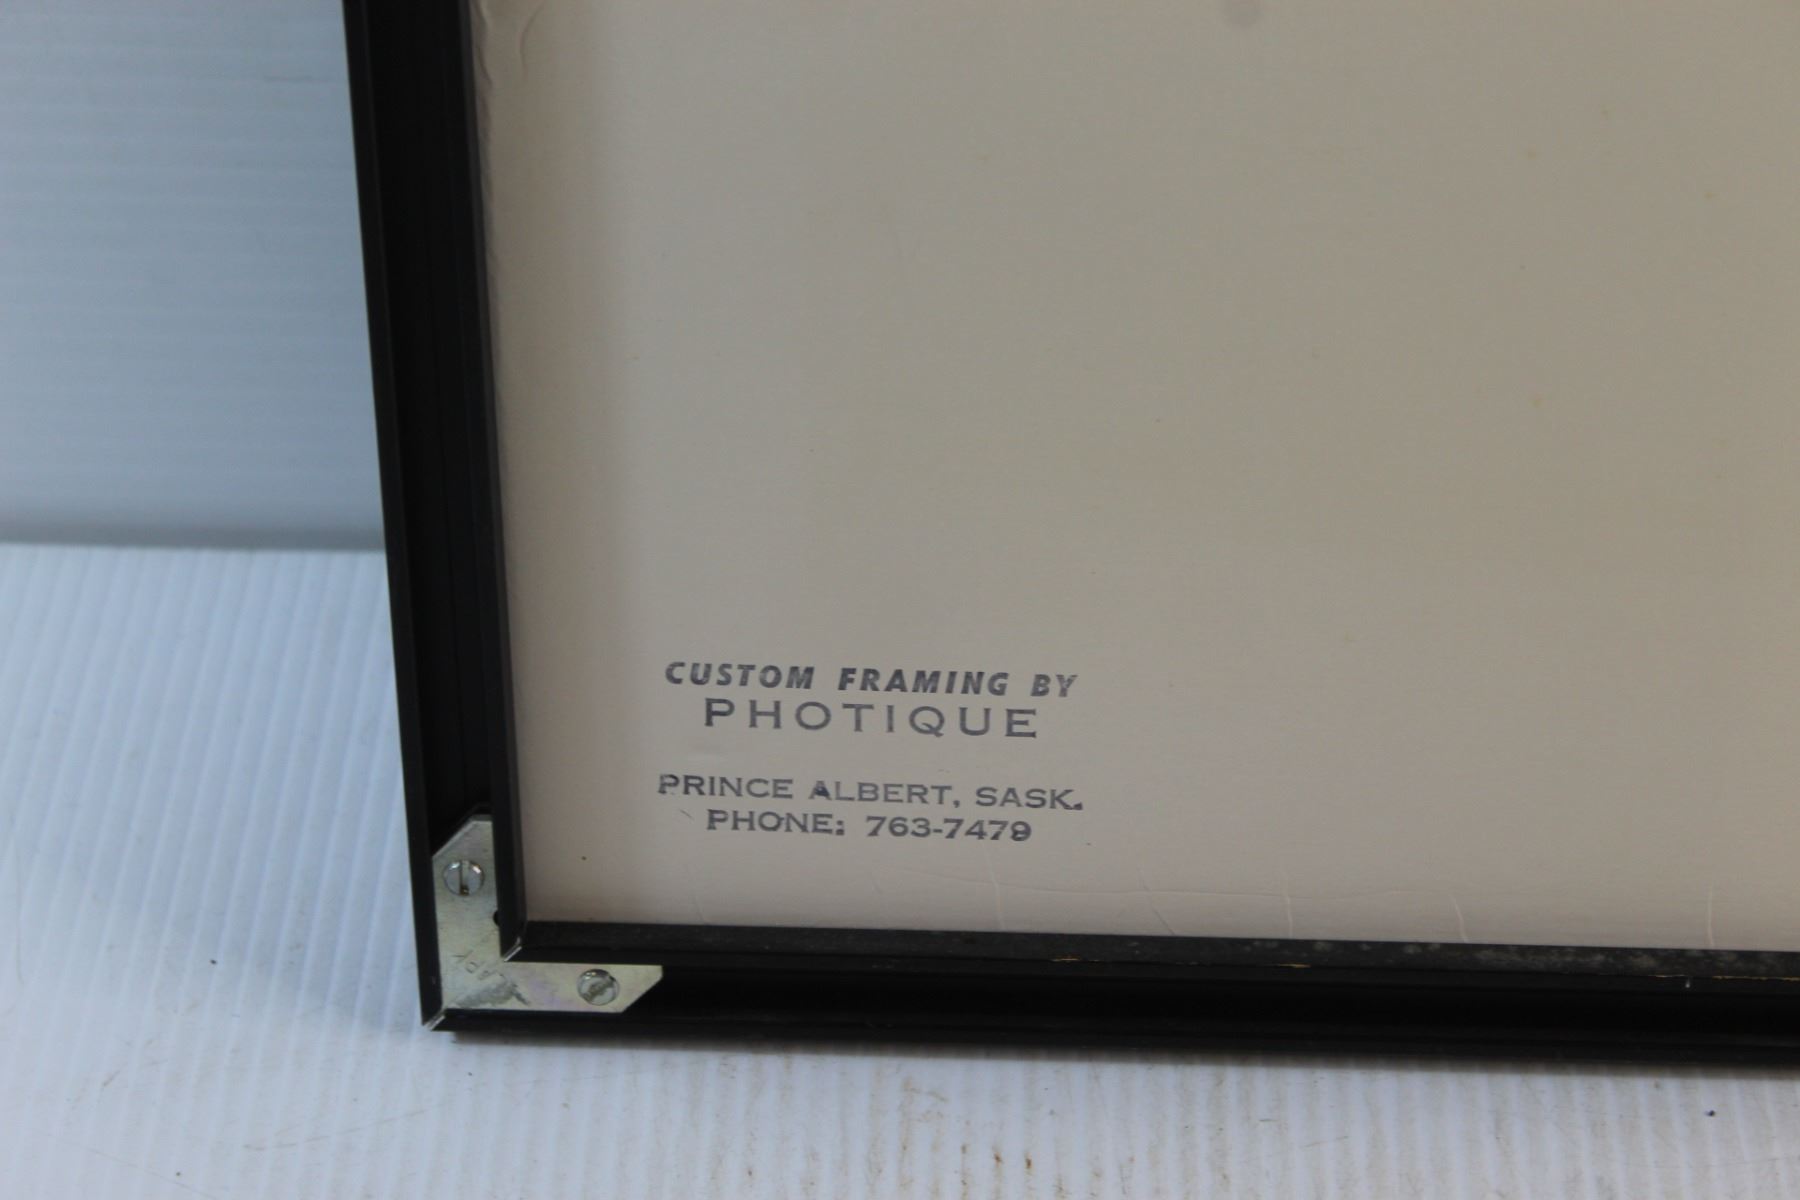 CUSTOM FRAMING BY
PHOTIQUE
PRINCE ALBERT, SASK.
PHONE: 763-7479